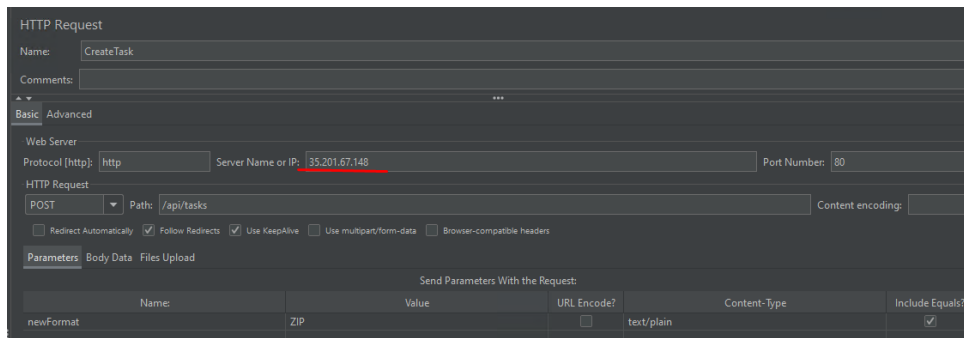 HTTP Request
Name: CreateTask
Comments:
Basic Advanced
Web Server
Protocol [http]: http Server Name or IP: 35.201.67.148 Port Number: 80
HTTP Request
POST Path: /api/tasks Content encoding:
Redirect Automatically Follow Redirects Use KeepAlive Use multipart/form-data Browser-compatible headers
Parameters Body Data Files Upload
Send Parameters With the Request:
Name: Value URL Encode? Content-Type Include Equals?
newFormat ZIP text/plain